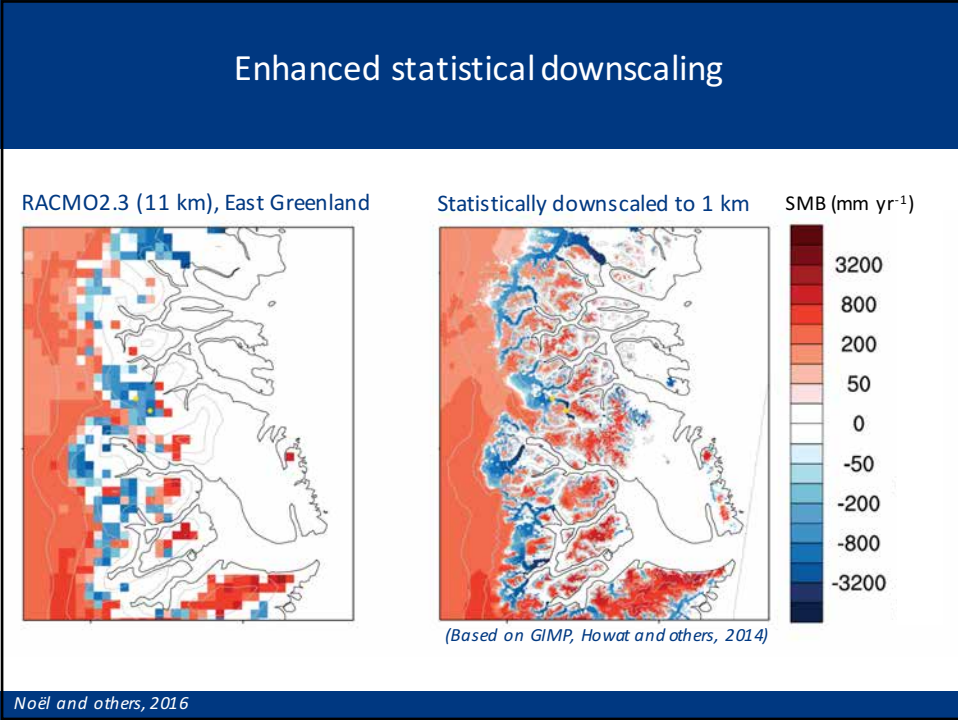 Enhanced statistical downscaling
RACMO2.3 (11 km), East Greenland
Statistically downscaled to 1 km
SMB (mm yr-1)
3200
800
200
50
0
-50
-200
-800
-3200
(Based on GIMP, Howat and others, 2014)
Noël and others, 2016